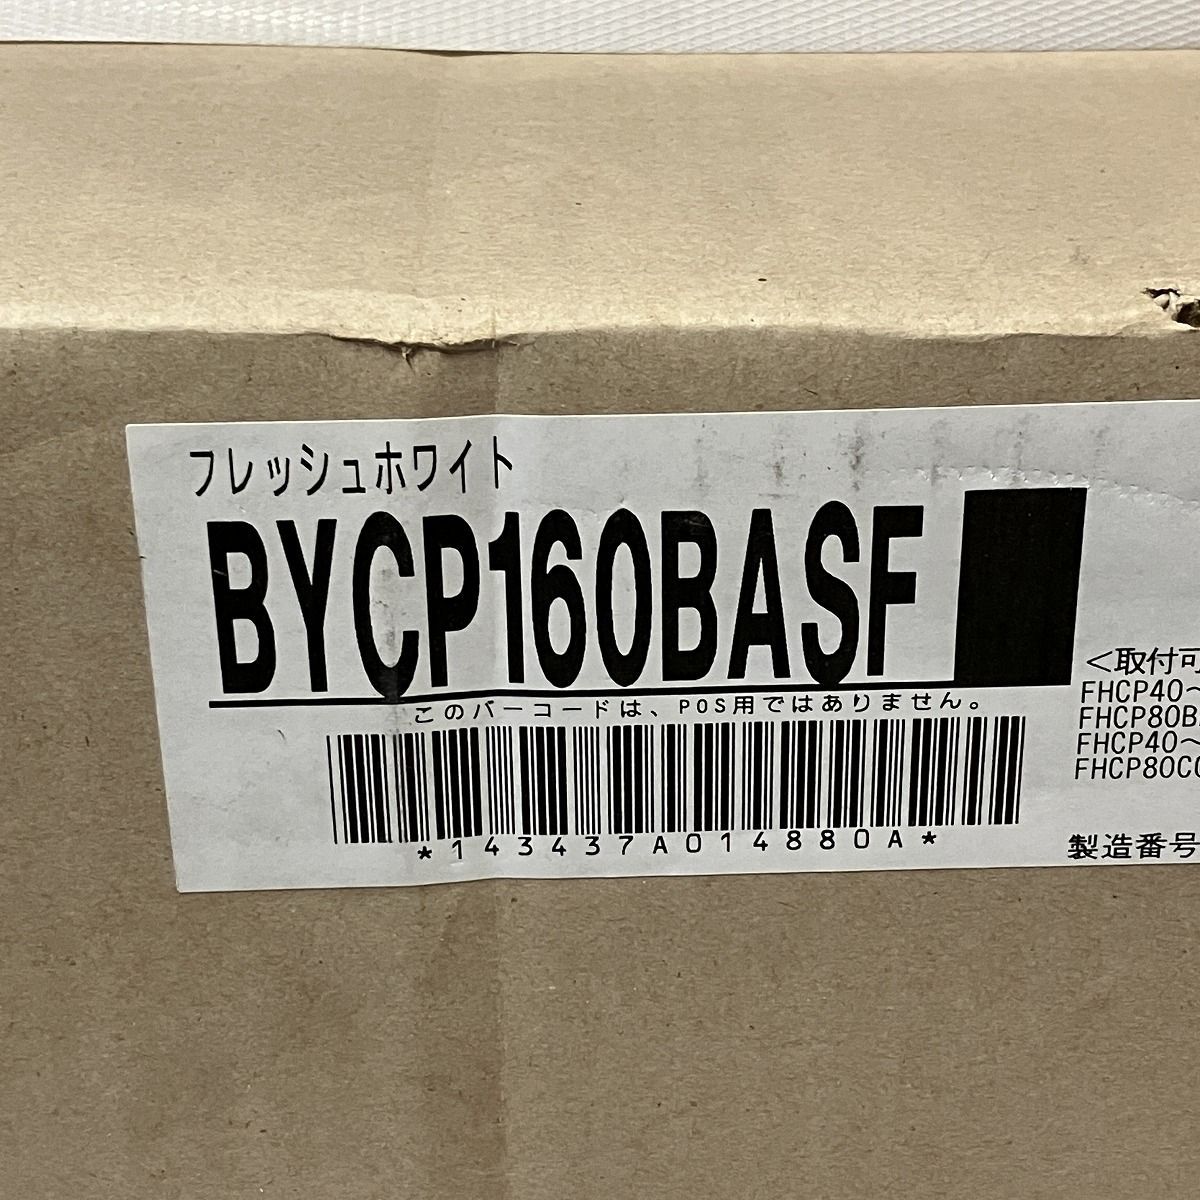 フレッシュホワイト
BYCP160BASF
このバーコードは、POS用ではありません。
*143437A014880A*
<取付可
FHCP40～
FHCP80B
FHCP40～
FHCP80C
製造番号